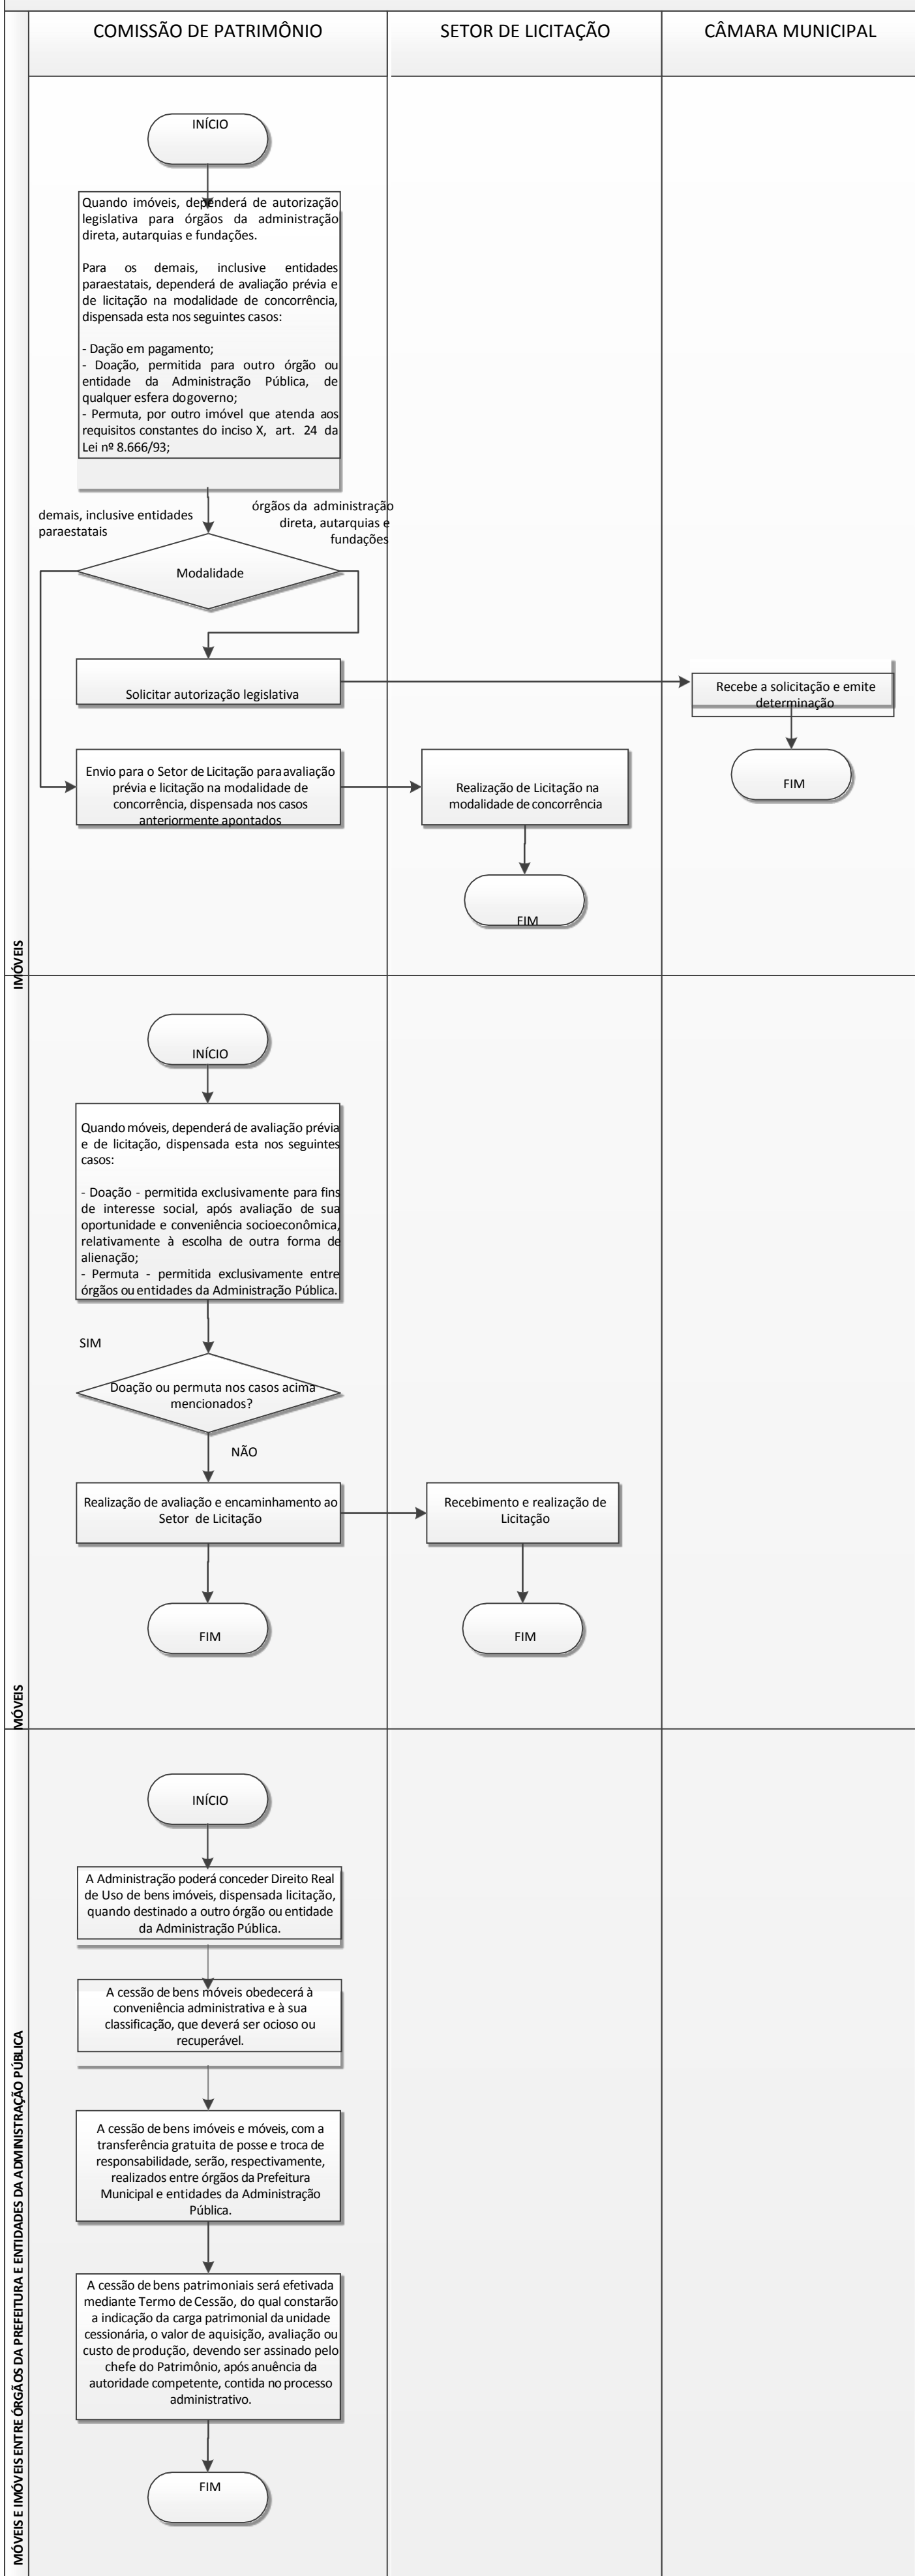 COMISSÃO DE PATRIMÔNIO
SETOR DE LICITAÇÃO
CÂMARA MUNICIPAL
IMÓVEIS
INÍCIO
Quando imóveis, dependerá de autorização
legislativa para órgãos da administração
direta, autarquias e fundações.
Para os demais, inclusive entidades
paraestatais, dependerá de avaliação prévia e
de licitação na modalidade de concorrência,
dispensada esta nos seguintes casos:
- Dação em pagamento;
- Doação, permitida para outro órgão ou
entidade da Administração Pública, de
qualquer esfera do governo;
- Permuta, por outro imóvel que atenda aos
requisitos constantes do inciso X, art. 24 da
Lei nº 8.666/93;
demais, inclusive entidades
paraestatais
órgãos da administração
direta, autarquias e
fundações
Modalidade
Solicitar autorização legislativa
Recebe a solicitação e emite
determinação
FIM
Envio para o Setor de Licitação para avaliação
prévia e licitação na modalidade de
concorrência, dispensada nos casos
anteriormente apontados
Realização de Licitação na
modalidade de concorrência
FIM
MÓVEIS
INÍCIO
Quando móveis, dependerá de avaliação prévia
e de licitação, dispensada esta nos seguintes
casos:
- Doação - permitida exclusivamente para fins
de interesse social, após avaliação de sua
oportunidade e conveniência socioeconômica,
relativamente à escolha de outra forma de
alienação;
- Permuta - permitida exclusivamente entre
órgãos ou entidades da Administração Pública.
SIM
Doação ou permuta nos casos acima
mencionados?
NÃO
Realização de avaliação e encaminhamento ao
Setor de Licitação
Recebimento e realização de
Licitação
FIM
FIM
MÓVEIS E IMÓVEIS ENTRE ÓRGÃOS DA PREFEITURA E ENTIDADES DA ADMINISTRAÇÃO PÚBLICA
INÍCIO
A Administração poderá conceder Direito Real
de Uso de bens imóveis, dispensada licitação,
quando destinado a outro órgão ou entidade
da Administração Pública.
A cessão de bens móveis obedecerá à
conveniência administrativa e à sua
classificação, que deverá ser ocioso ou
recuperável.
A cessão de bens imóveis e móveis, com a
transferência gratuita de posse e troca de
responsabilidade, serão, respectivamente,
realizados entre órgãos da Prefeitura
Municipal e entidades da Administração
Pública.
A cessão de bens patrimoniais será efetivada
mediante Termo de Cessão, do qual constarão
a indicação da carga patrimonial da unidade
cessionária, o valor de aquisição, avaliação ou
custo de produção, devendo ser assinado pelo
chefe do Patrimônio, após anuência da
autoridade competente, contida no processo
administrativo.
FIM